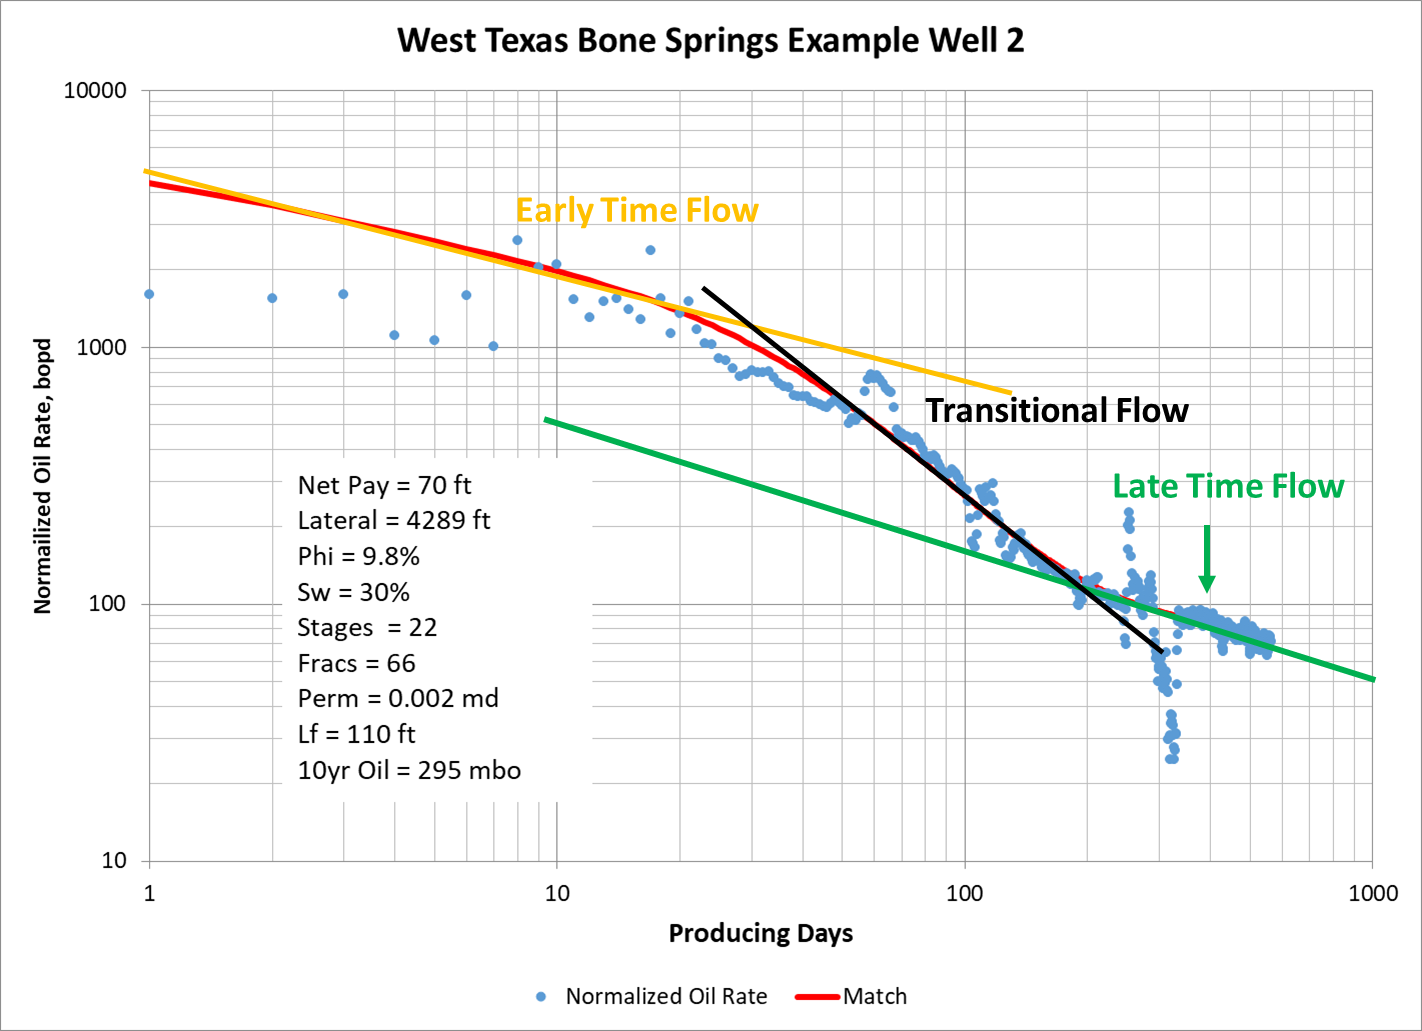 West Texas Bone Springs Example Well 2
10000
1000
100
10
Normailized Oil Rate, bopd
Early Time Flow
Transitional Flow
Late Time Flow
Net Pay = 70 ft
Lateral = 4289 ft
Phi = 9.8%
Sw = 30%
Stages = 22
Fracs = 66
Perm = 0.002 md
Lf = 110 ft
10yr Oil = 295 mbo
1 10 100 1000
Producing Days
Normalized Oil Rate Match